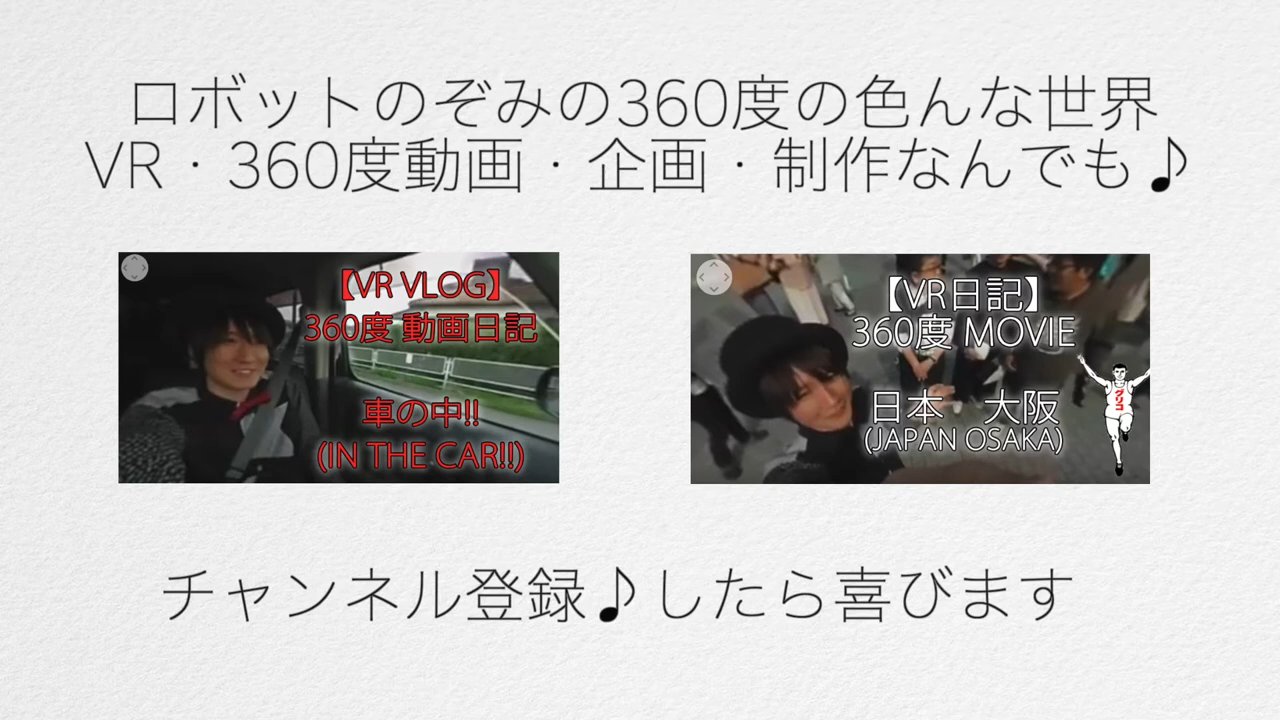 ロボットのぞみの360度の色んな世界
VR・360度動画・企画・制作なんでも♪
【VR VLOG】
360度 動画日記
車の中!!
(IN THE CAR!!)
【VR日記】
360度 MOVIE
日本 大阪
(JAPAN OSAKA)
グリコ
チャンネル登録♪したら喜びます